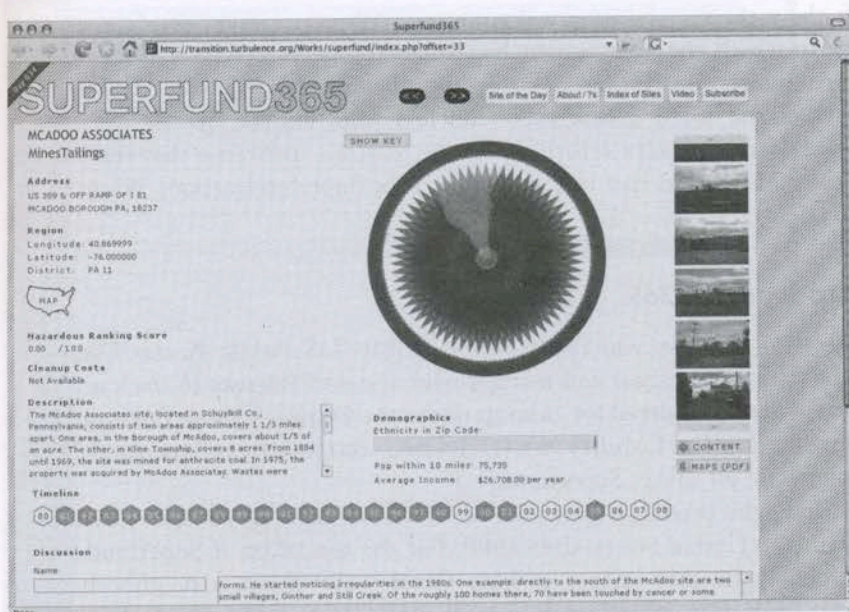 Superfund365
http://transition.turbulence.org/Works/superfund/index.php?offset=33
SUPERFUND365
<< >> Site of the Day About/?s Index of Sites Video Subscribe
MCADOO ASSOCIATES
MinesTailings
SHOW KEY
Address
US 309 & OFF RAMP OF I 81
MCADOO BOROUGH PA, 18237
Region
Longitude: 40.869999
Latitude: -76.000000
District: PA 11
MAP
Hazardous Ranking Score
0.00 /100
Cleanup Costs
Not Available
Description
The McAdoo Associates site, located in Schuylkill Co.,
Pennsylvania, consists of two areas approximately 1 1/3 miles
apart. One area, in the Borough of McAdoo, covers about 1/5 of
an acre. The other, in Kline Township, covers 8 acres. From
until 1969, the site was mined for anthracite coal. In 1975, the
property was acquired by McAdoo Associates. Wastes were
Demographics
Ethnicity in Zip Code:
Pop within 10 miles: 75,735
Average Income: $26,708.00 per year
CONTENT
MAPS (PDF)
Timeline
80 99 02 03 04 06 07 08
Discussion
Name
Forms. He started noticing irregularities in the 1980s. One example: directly to the south of the McAdoo site are two
small villages, Ginther and Still Creek. Of the roughly 100 homes there, 70 have been touched by cancer or some